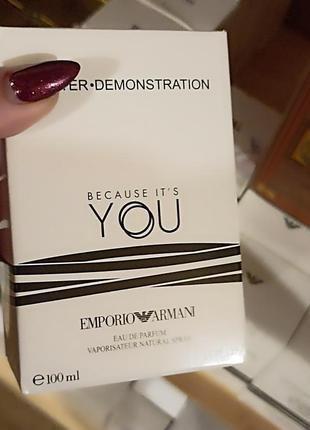 TER•DEMONSTRATION
BECAUSE IT'S
YOU
EMPORIO ARMANI
EAU DE PARFUM
VAPORISATEUR NATURAL SPRAY
℮100 ml